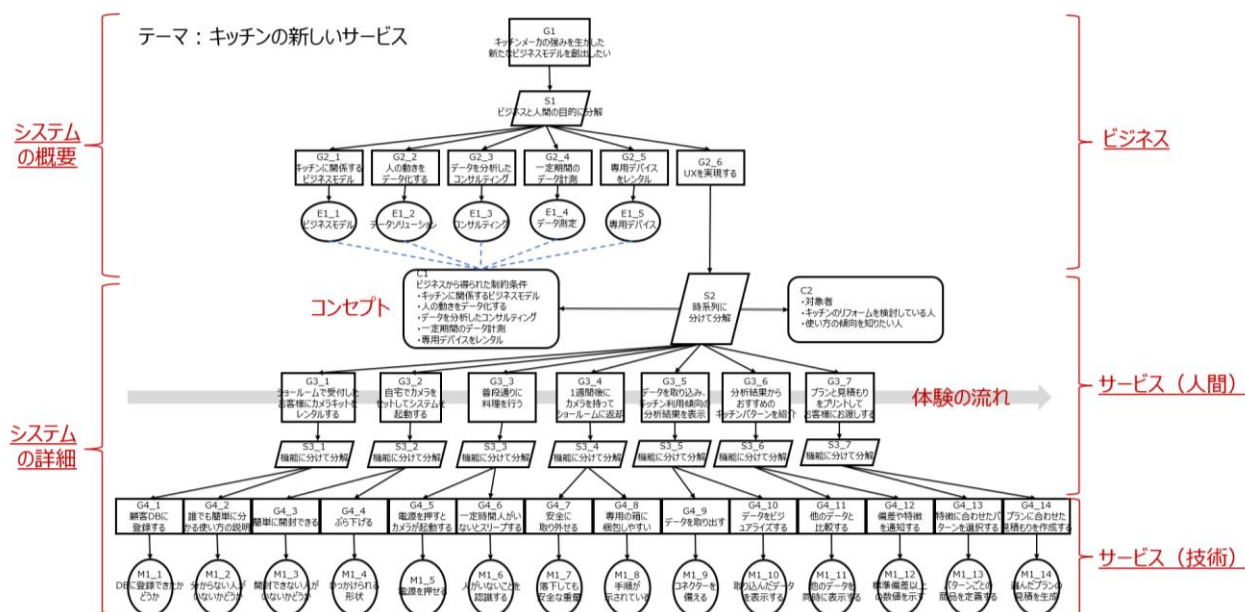 テーマ：キッチンの新しいサービス
G1
キッチンメーカの強みを生かした
新たなビジネスモデルを創出したい
S1
ビジネスと人間の目的に分解
システム
の概要
ビジネス
G2_1
キッチンに関係する
ビジネスモデル
G2_2
人の動きを
データ化する
G2_3
データを分析した
コンサルティング
G2_4
一定期間の
データ計測
G2_5
専用デバイス
をレンタル
G2_6
UXを実現する
E1_1
ビジネスモデル
E1_2
データソリューション
E1_3
コンサルティング
E1_4
データ測定
E1_5
専用デバイス
コンセプト
C1
ビジネスから得られた制約条件
・キッチンに関係するビジネスモデル
・人の動きをデータ化する
・データを分析したコンサルティング
・一定期間のデータ計測
・専用デバイスをレンタル
S2
時系列に
分けて分解
C2
・対象者
・キッチンのリフォームを検討している人
・使い方の傾向を知りたい人
G3_1
ショールームで受付した
お客様にカメラキットを
レンタルする
G3_2
自宅でカメラを
セットしてシステムを
起動する
G3_3
普段通りに
料理を行う
G3_4
1週間後に
カメラを持って
ショールームに返却
G3_5
データを取り込み、
キッチン利用傾向の
分析結果を表示
G3_6
分析結果から
おすすめの
キッチンパターンを紹介
G3_7
プランと見積もり
をプリントして
お客様にお渡しする
体験の流れ
サービス（人間）
システム
の詳細
S3_1
機能に分けて分解
S3_2
機能に分けて分解
S3_3
機能に分けて分解
S3_4
機能に分けて分解
S3_5
機能に分けて分解
S3_6
機能に分けて分解
S3_7
機能に分けて分解
G4_1
顧客DBに
登録する
G4_2
誰でも簡単に分
かる使い方の説明
G4_3
簡単に開封できる
G4_4
ぶら下げる
G4_5
電源を押すと
カメラが起動する
G4_6
一定時間人がい
ないとスリープする
G4_7
安全に
取り外せる
G4_8
専用の箱に
梱包しやすい
G4_9
データを取り出す
G4_10
データをビジ
ュアライズする
G4_11
他のデータと
比較する
G4_12
偏差や特徴
を通知する
G4_13
特徴に合わせたパ
ターンを選択する
G4_14
プランに合わせた
見積もりを作成する
サービス（技術）
M1_1
DBに登録できたか
どうか
M1_2
分からない人が
いないかどうか
M1_3
開封できない人が
いないかどうか
M1_4
ひっかけられる
形状
M1_5
電源を押せる
M1_6
人がいないことを
認識する
M1_7
落下しても
安全な重量
M1_8
手順が
示されている
M1_9
コネクターを
備える
M1_10
取り込んだデータ
を表示する
M1_11
他のデータを
同時に表示する
M1_12
標準偏差以上
の数値を示す
M1_13
パターンごとの
商品を定義する
M1_14
選んだプランの
見積を生成